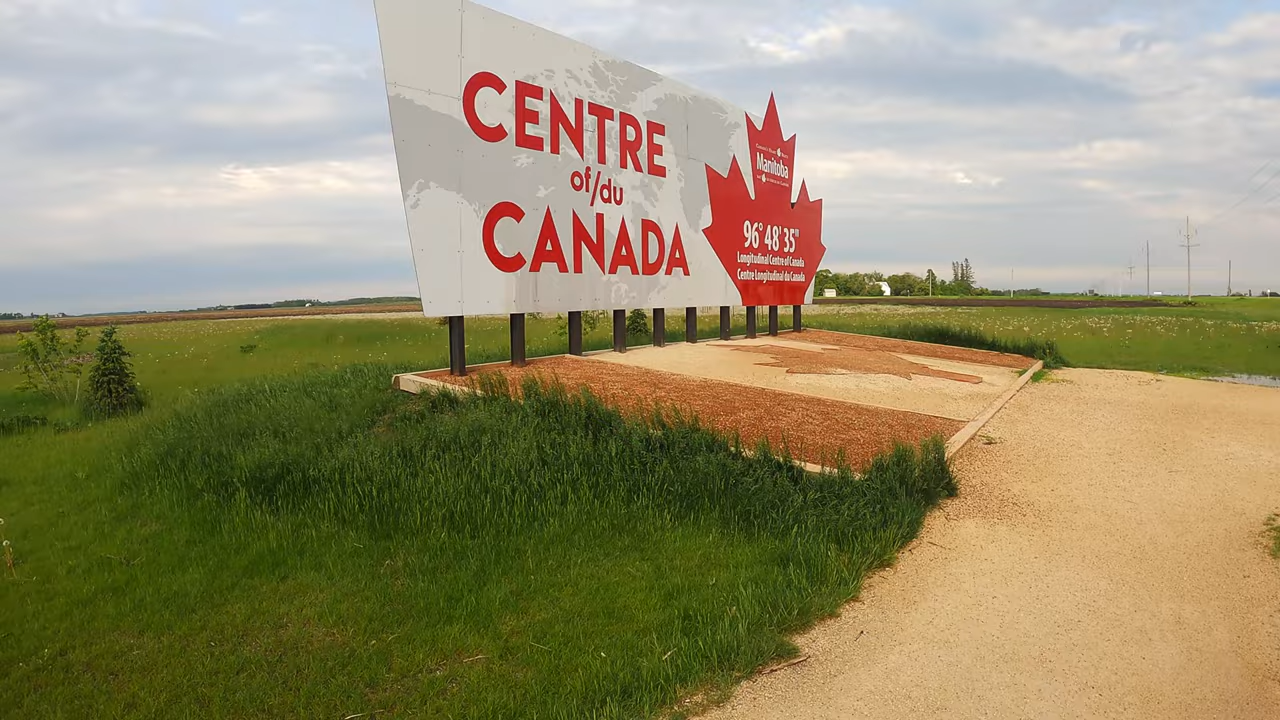 CENTRE
of/du
CANADA
Manitoba
96° 48' 35"
Longitudinal Centre of Canada
Centre Longitudinal du Canada